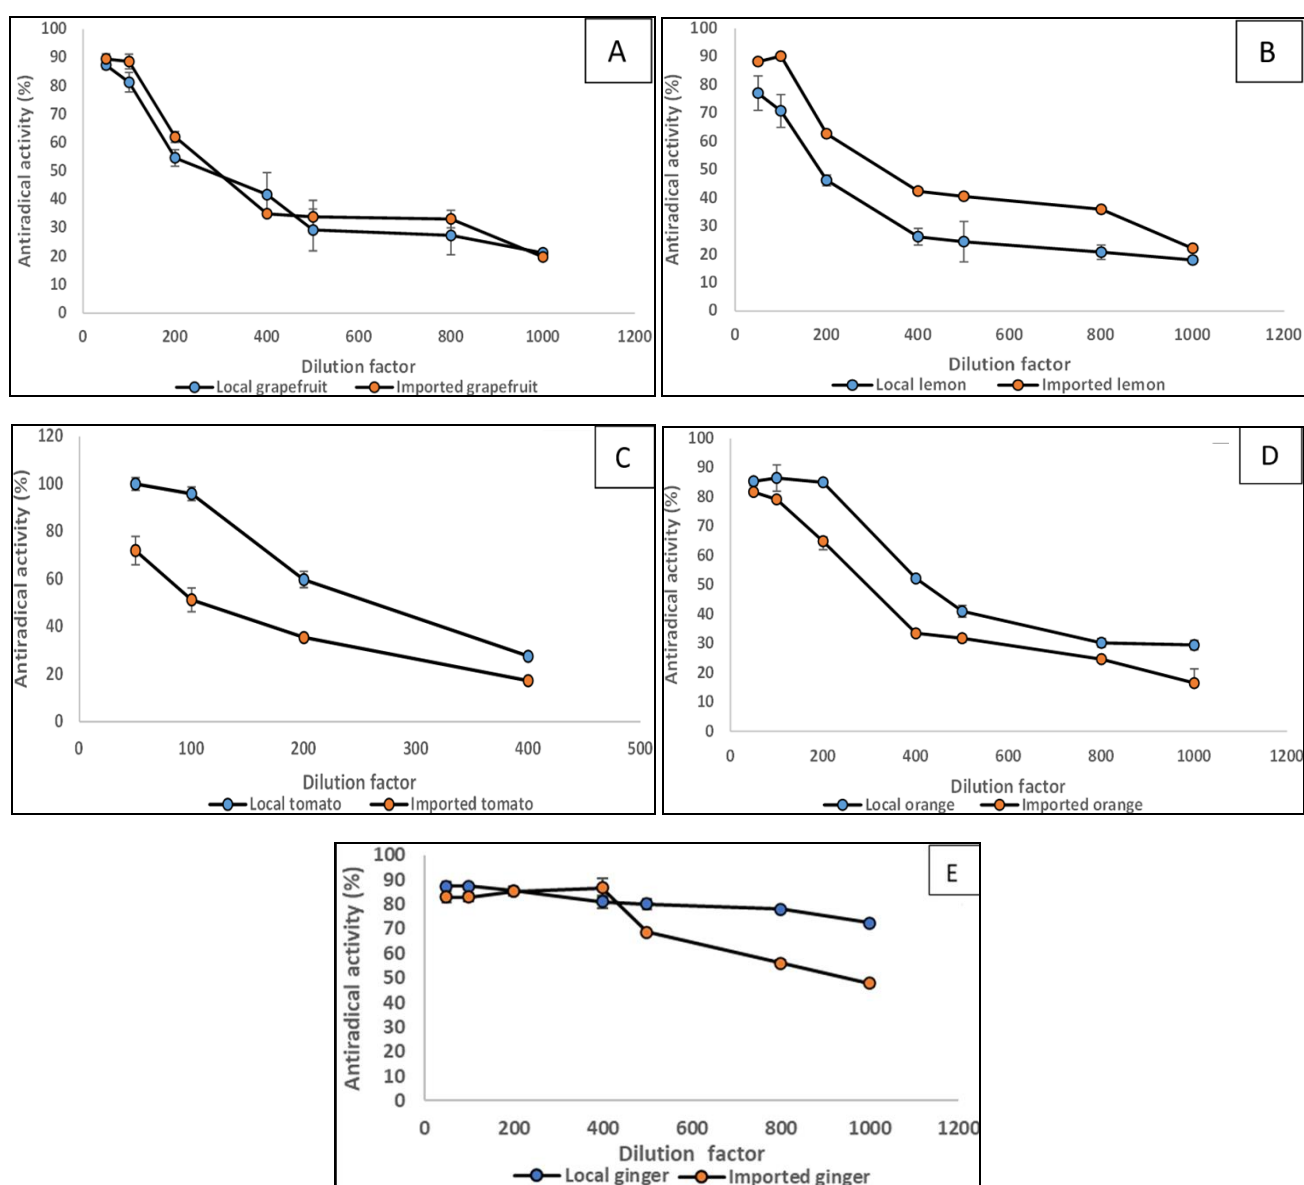 A
Antiradical activity (%)
100
90
80
70
60
50
40
30
20
10
0
0 200 400 600 800 1000 1200
Dilution factor
Local grapefruit Imported grapefruit
B
Antiradical activity (%)
100
90
80
70
60
50
40
30
20
10
0
0 200 400 600 800 1000 1200
Dilution factor
Local lemon Imported lemon
C
Antiradical activity (%)
120
100
80
60
40
20
0
0 100 200 300 400 500
Dilution factor
Local tomato Imported tomato
D
Antiradical activity (%)
100
90
80
70
60
50
40
30
20
10
0
0 200 400 600 800 1000 1200
Dilution factor
Local orange Imported orange
E
Antiradical activity (%)
100
90
80
70
60
50
40
30
20
10
0
0 200 400 600 800 1000 1200
Dilution factor
Local ginger Imported ginger